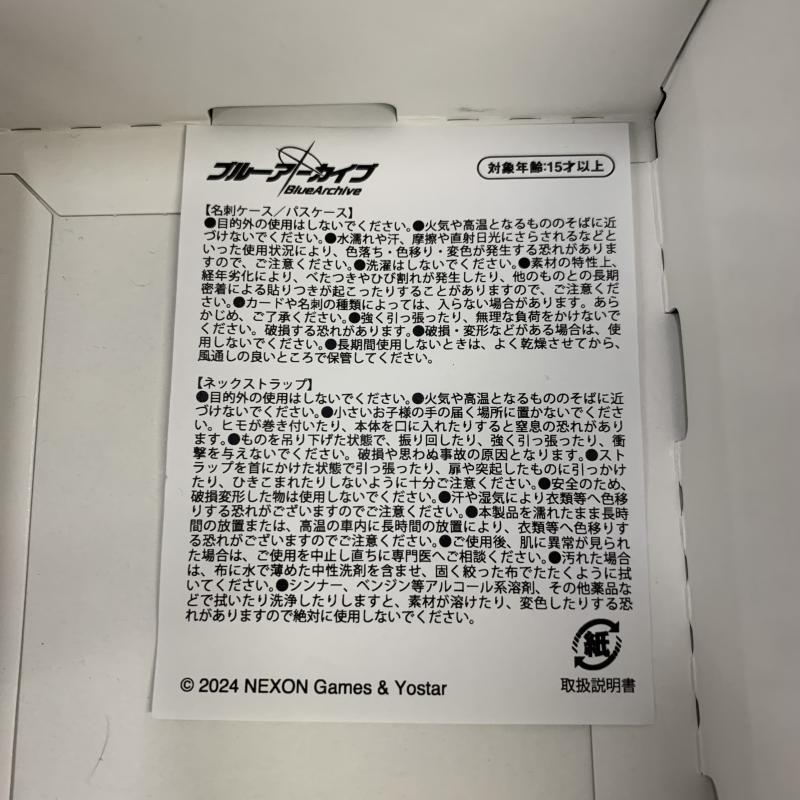 ブルーアーカイブ
BlueArchive
対象年齢:15才以上
【名刺ケース／パスケース】
●目的外の使用はしないでください。●火気や高温となるもののそばに近
づけないでください。●水濡れや汗、摩擦や直射日光にさらされるなどと
いった使用状況により、色落ち・色移り・変色が発生する恐れがありま
すので、ご注意ください。●洗濯はしないでください。●素材の特性上、
経年劣化により、べたつきやひび割れが発生したり、他のものとの長期
密着による貼りつきが起こったりすることがありますので、ご注意くだ
さい。●カードや名刺の種類によっては、入らない場合があります。あら
かじめ、ご了承ください。●強く引っ張ったり、無理な負荷をかけないで
ください。破損する恐れがあります。●破損・変形などがある場合は、使
用しないでください。●長期間使用しないときは、よく乾燥させてから、
風通しの良いところで保管してください。
【ネックストラップ】
●目的外の使用はしないでください。●火気や高温となるもののそばに近
づけないでください。●小さいお子様の手の届く場所に置かないでくだ
さい。ヒモが巻き付いたり、本体を口に入れたりすると窒息の恐れがあり
ます。●ものを吊り下げた状態で、振り回したり、強く引っ張ったり、衝
撃を与えないでください。破損や思わぬ事故の原因となります。●スト
ラップを首にかけた状態で引っ張ったり、扉や突起したものに引っかけ
たり、ひきこまれたりしないように十分ご注意ください。●安全のため、
破損変形した物は使用しないでください。●汗や湿気により衣類等へ色移
りする恐れがございますのでご注意ください。●本製品を濡れたまま長時
間の放置または、高温の車内に長時間の放置により、衣類等へ色移りす
る恐れがございますのでご注意ください。●ご使用後、肌に異常が見られ
た場合は、ご使用を中止し直ちに専門医へご相談ください。●汚れた場合
は、布に水で薄めた中性洗剤を含ませ、固く絞った布でたたくように拭
いてください。●シンナー、ベンジン等アルコール系溶剤、その他薬品な
どで拭いたり洗浄したりしますと、素材が溶けたり、変色したりする恐
れがありますので絶対に使用しないでください。
紙
© 2024 NEXON Games & Yostar
取扱説明書